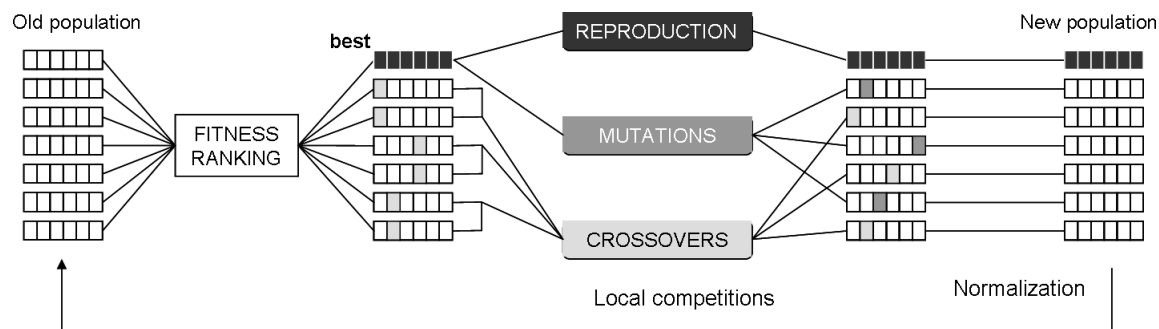 Old population
best
REPRODUCTION
New population
FITNESS
RANKING
MUTATIONS
CROSSOVERS
Local competitions
Normalization